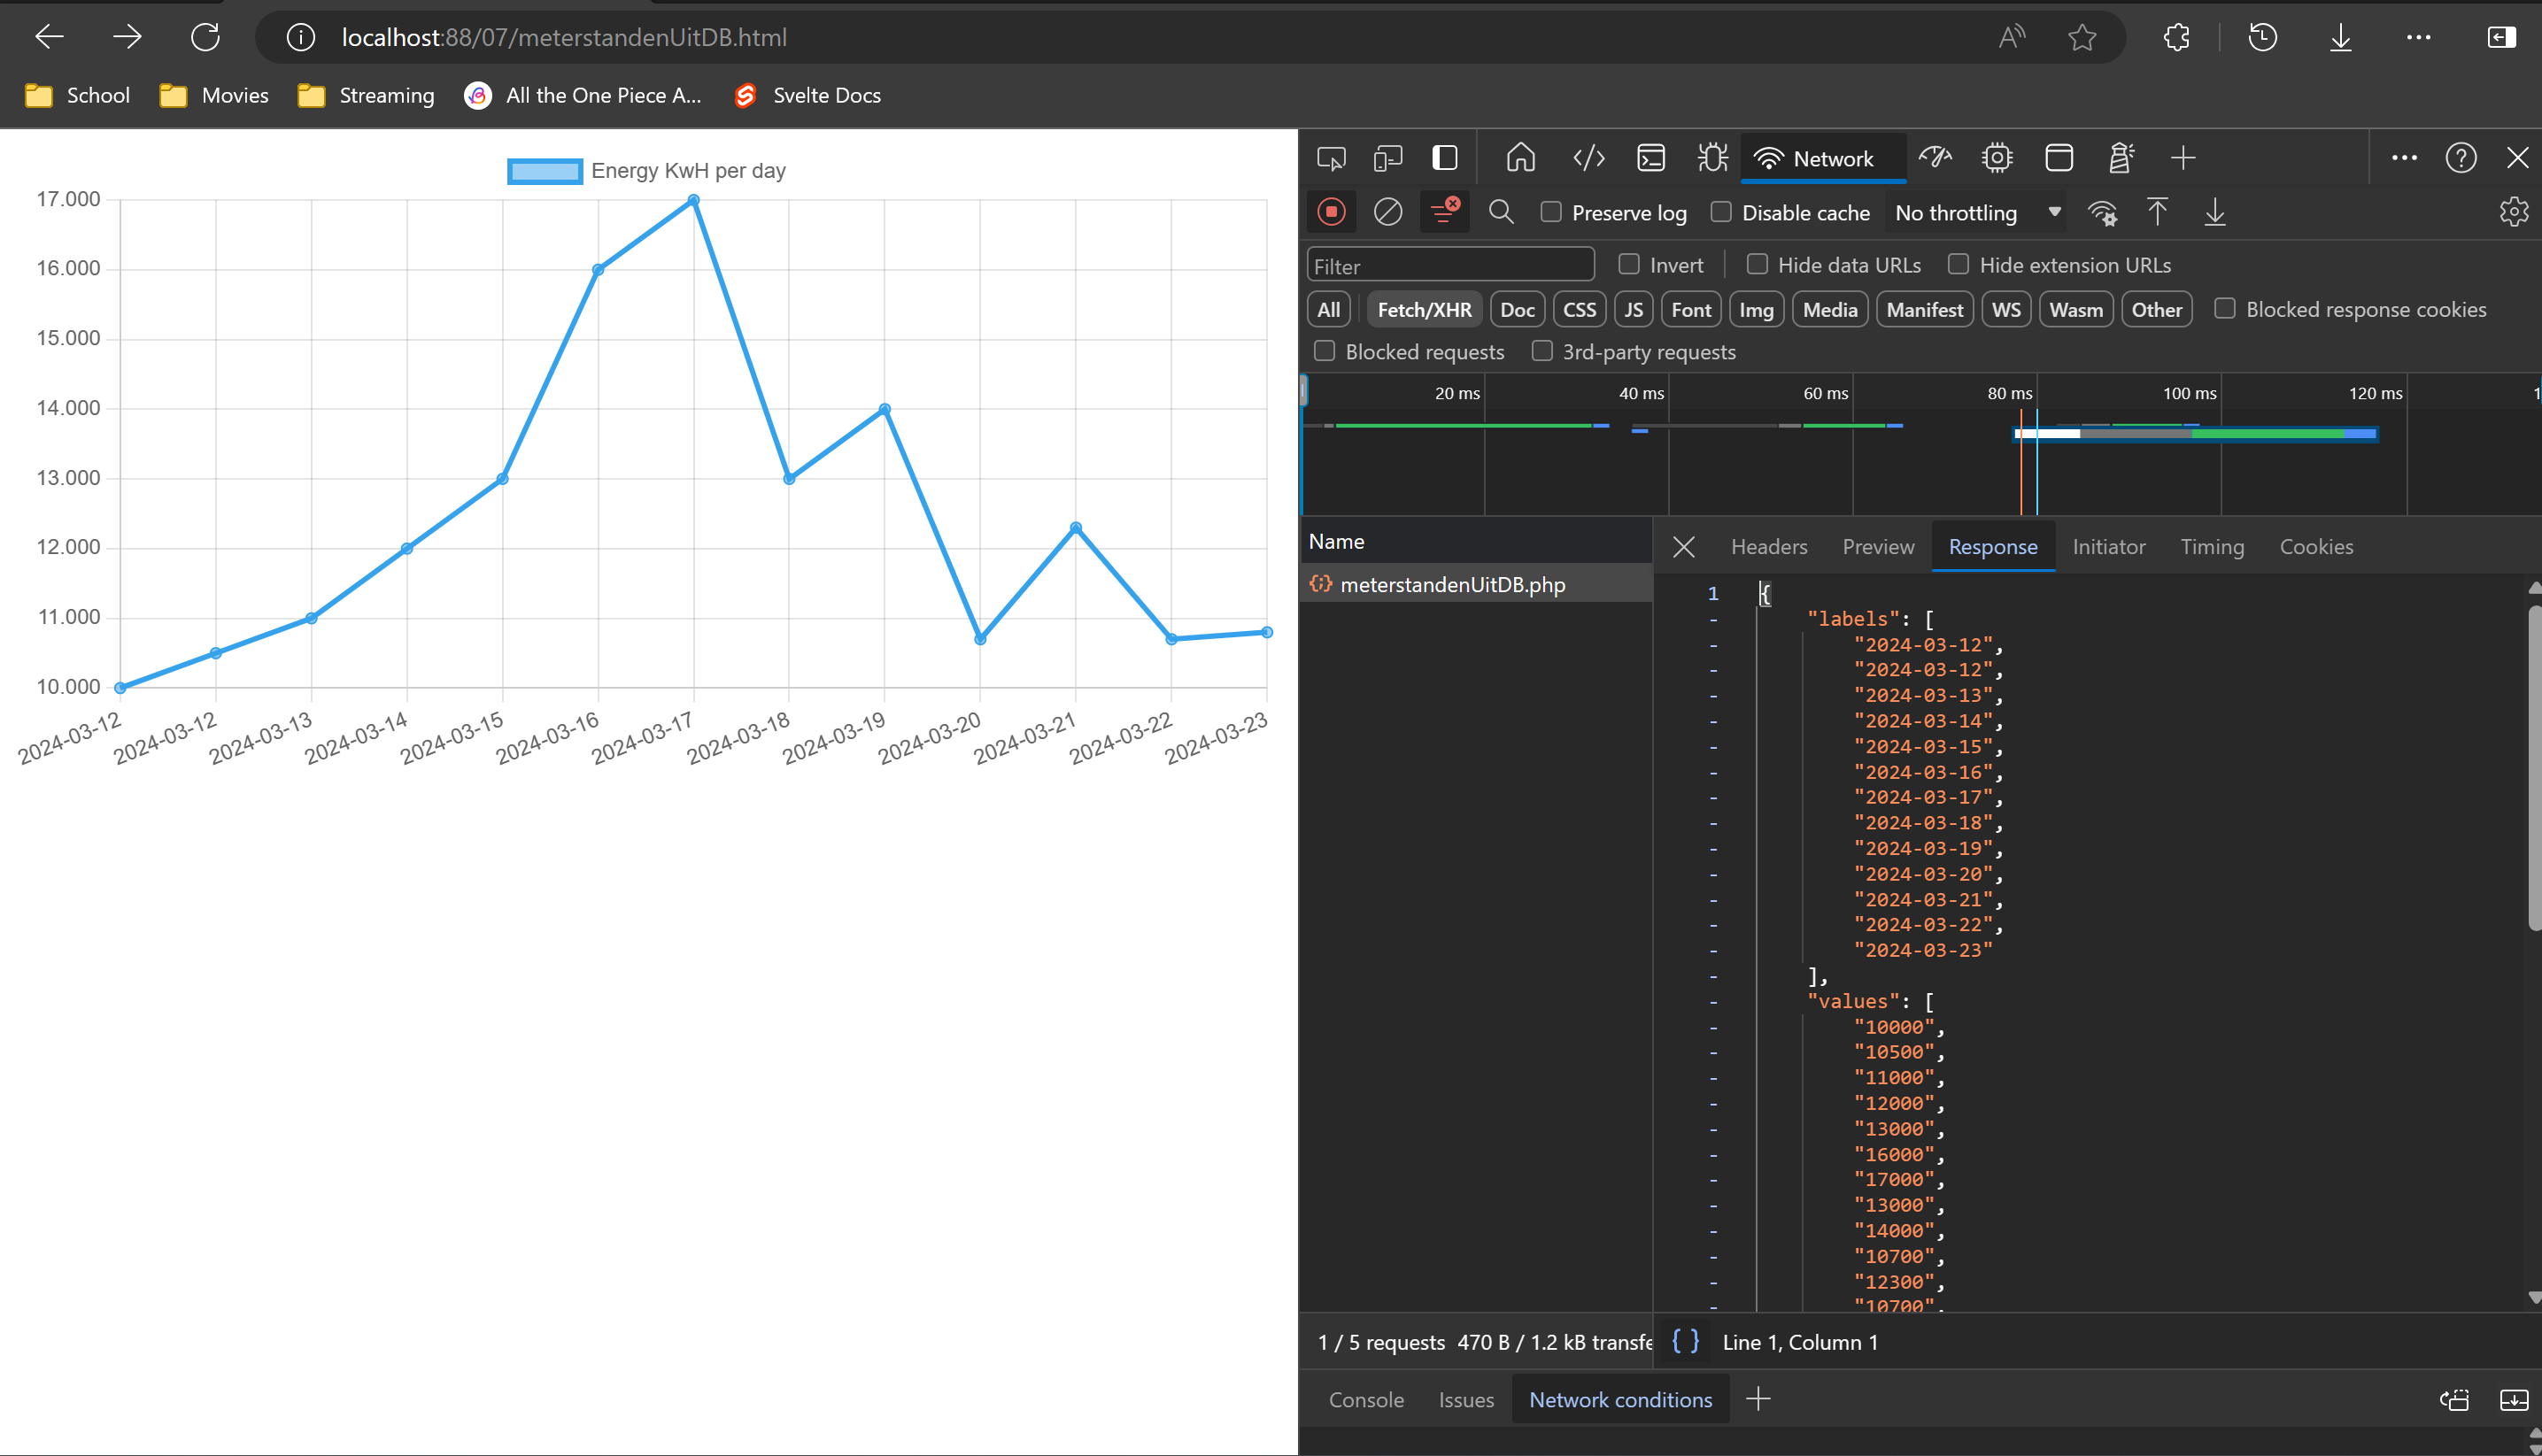 localhost:88/07/meterstandenUitDB.html
School Movies Streaming All the One Piece A... Svelte Docs
Energy KwH per day
17.000
16.000
15.000
14.000
13.000
12.000
11.000
10.000
2024-03-12 2024-03-12 2024-03-13 2024-03-14 2024-03-15 2024-03-16 2024-03-17 2024-03-18 2024-03-19 2024-03-20 2024-03-21 2024-03-22 2024-03-23
Network
Preserve log Disable cache No throttling
Filter Invert Hide data URLs Hide extension URLs
All Fetch/XHR Doc CSS JS Font Img Media Manifest WS Wasm Other Blocked response cookies
Blocked requests 3rd-party requests
20 ms 40 ms 60 ms 80 ms 100 ms 120 ms 1
Name
meterstandenUitDB.php
Headers Preview Response Initiator Timing Cookies
1 {
- "labels": [
- "2024-03-12",
- "2024-03-12",
- "2024-03-13",
- "2024-03-14",
- "2024-03-15",
- "2024-03-16",
- "2024-03-17",
- "2024-03-18",
- "2024-03-19",
- "2024-03-20",
- "2024-03-21",
- "2024-03-22",
- "2024-03-23"
- ],
- "values": [
- "10000",
- "10500",
- "11000",
- "12000",
- "13000",
- "16000",
- "17000",
- "13000",
- "14000",
- "10700",
- "12300",
- "10700",
1 / 5 requests 470 B / 1.2 kB transfe
{ } Line 1, Column 1
Console Issues Network conditions